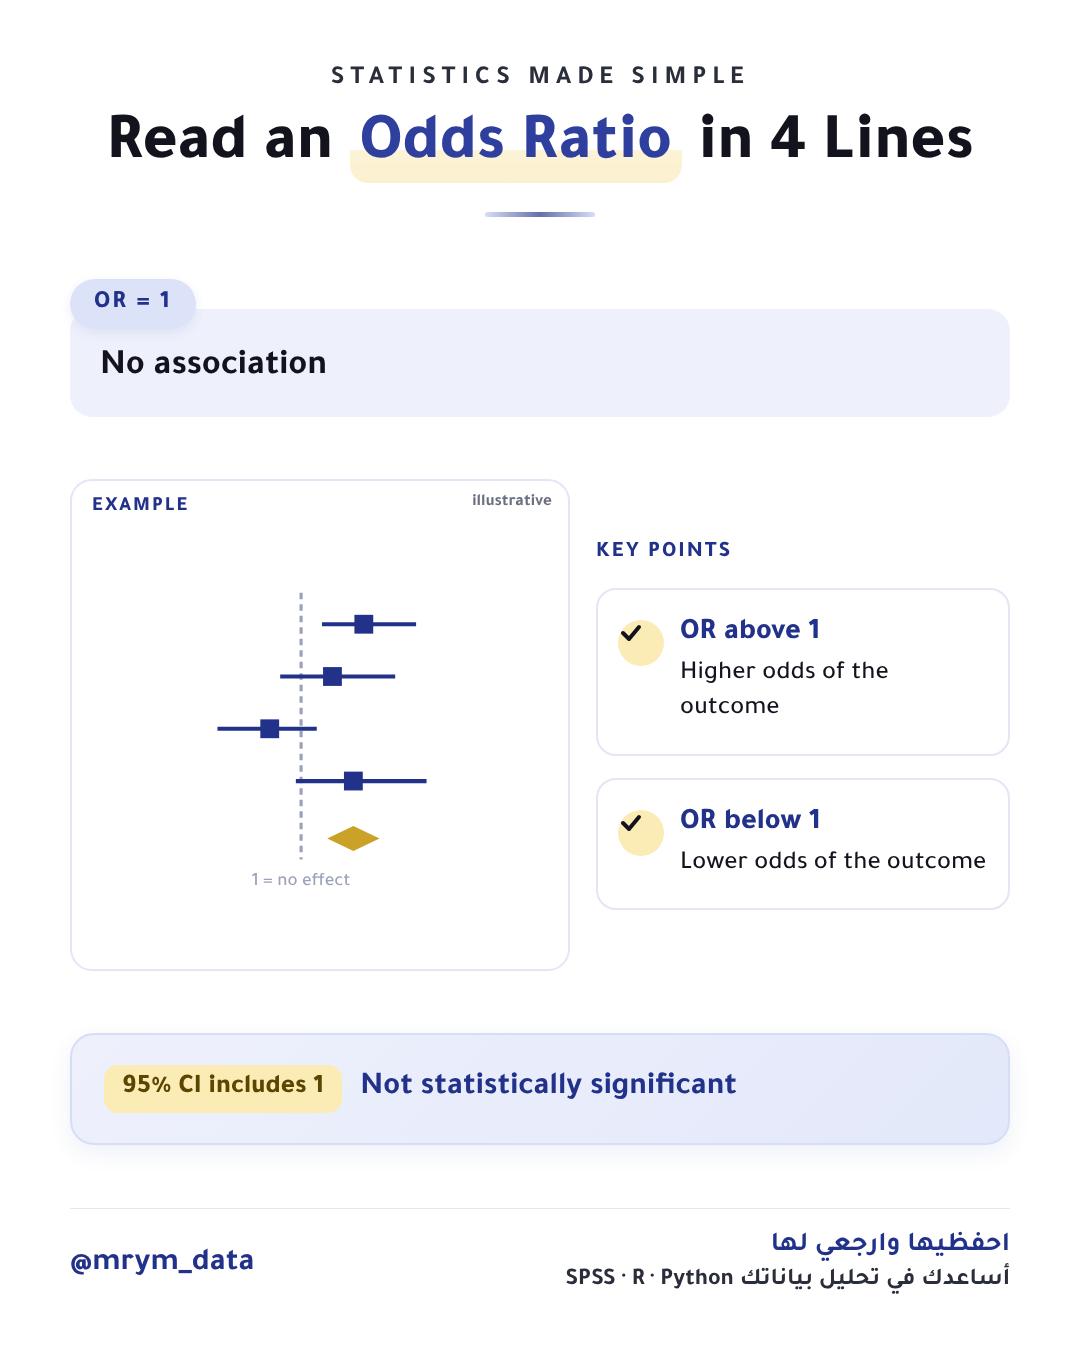 STATISTICS MADE SIMPLE
Read an Odds Ratio in 4 Lines
OR = 1
No association
EXAMPLE
illustrative
1 = no effect
KEY POINTS
OR above 1
Higher odds of the
outcome
OR below 1
Lower odds of the outcome
95% CI includes 1
Not statistically significant
@mrym_data
احفظيها وارجعي لها
أساعدك في تحليل بياناتك SPSS · R · Python